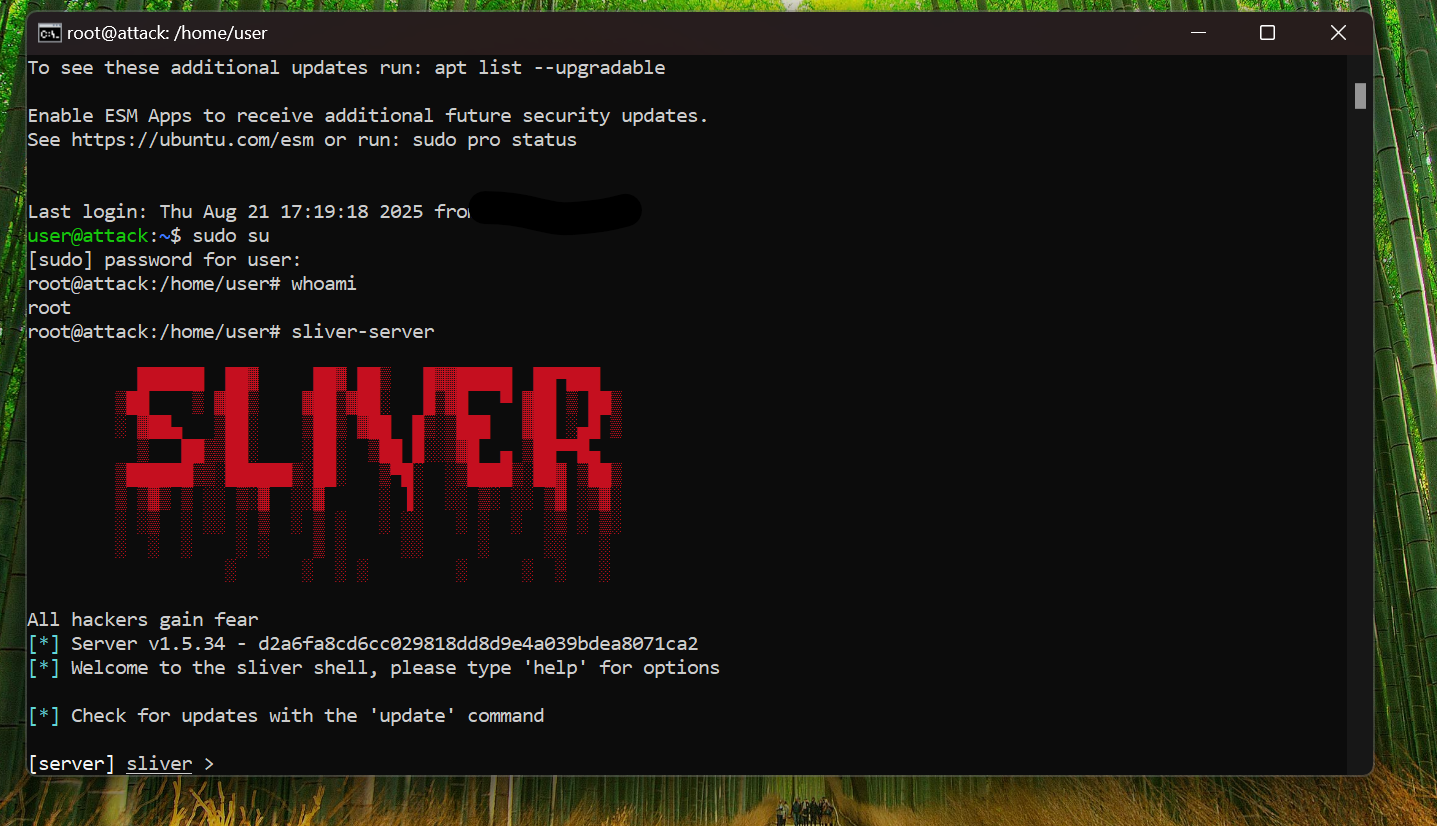 root@attack: /home/user
To see these additional updates run: apt list --upgradable
Enable ESM Apps to receive additional future security updates.
See https://ubuntu.com/esm or run: sudo pro status
Last login: Thu Aug 21 17:19:18 2025 from
user@attack:~$ sudo su
[sudo] password for user:
root@attack:/home/user# whoami
root
root@attack:/home/user# sliver-server
SLIVER
All hackers gain fear
[*] Server v1.5.34 - d2a6fa8cd6cc029818dd8d9e4a039bdea8071ca2
[*] Welcome to the sliver shell, please type 'help' for options
[*] Check for updates with the 'update' command
[server] sliver >